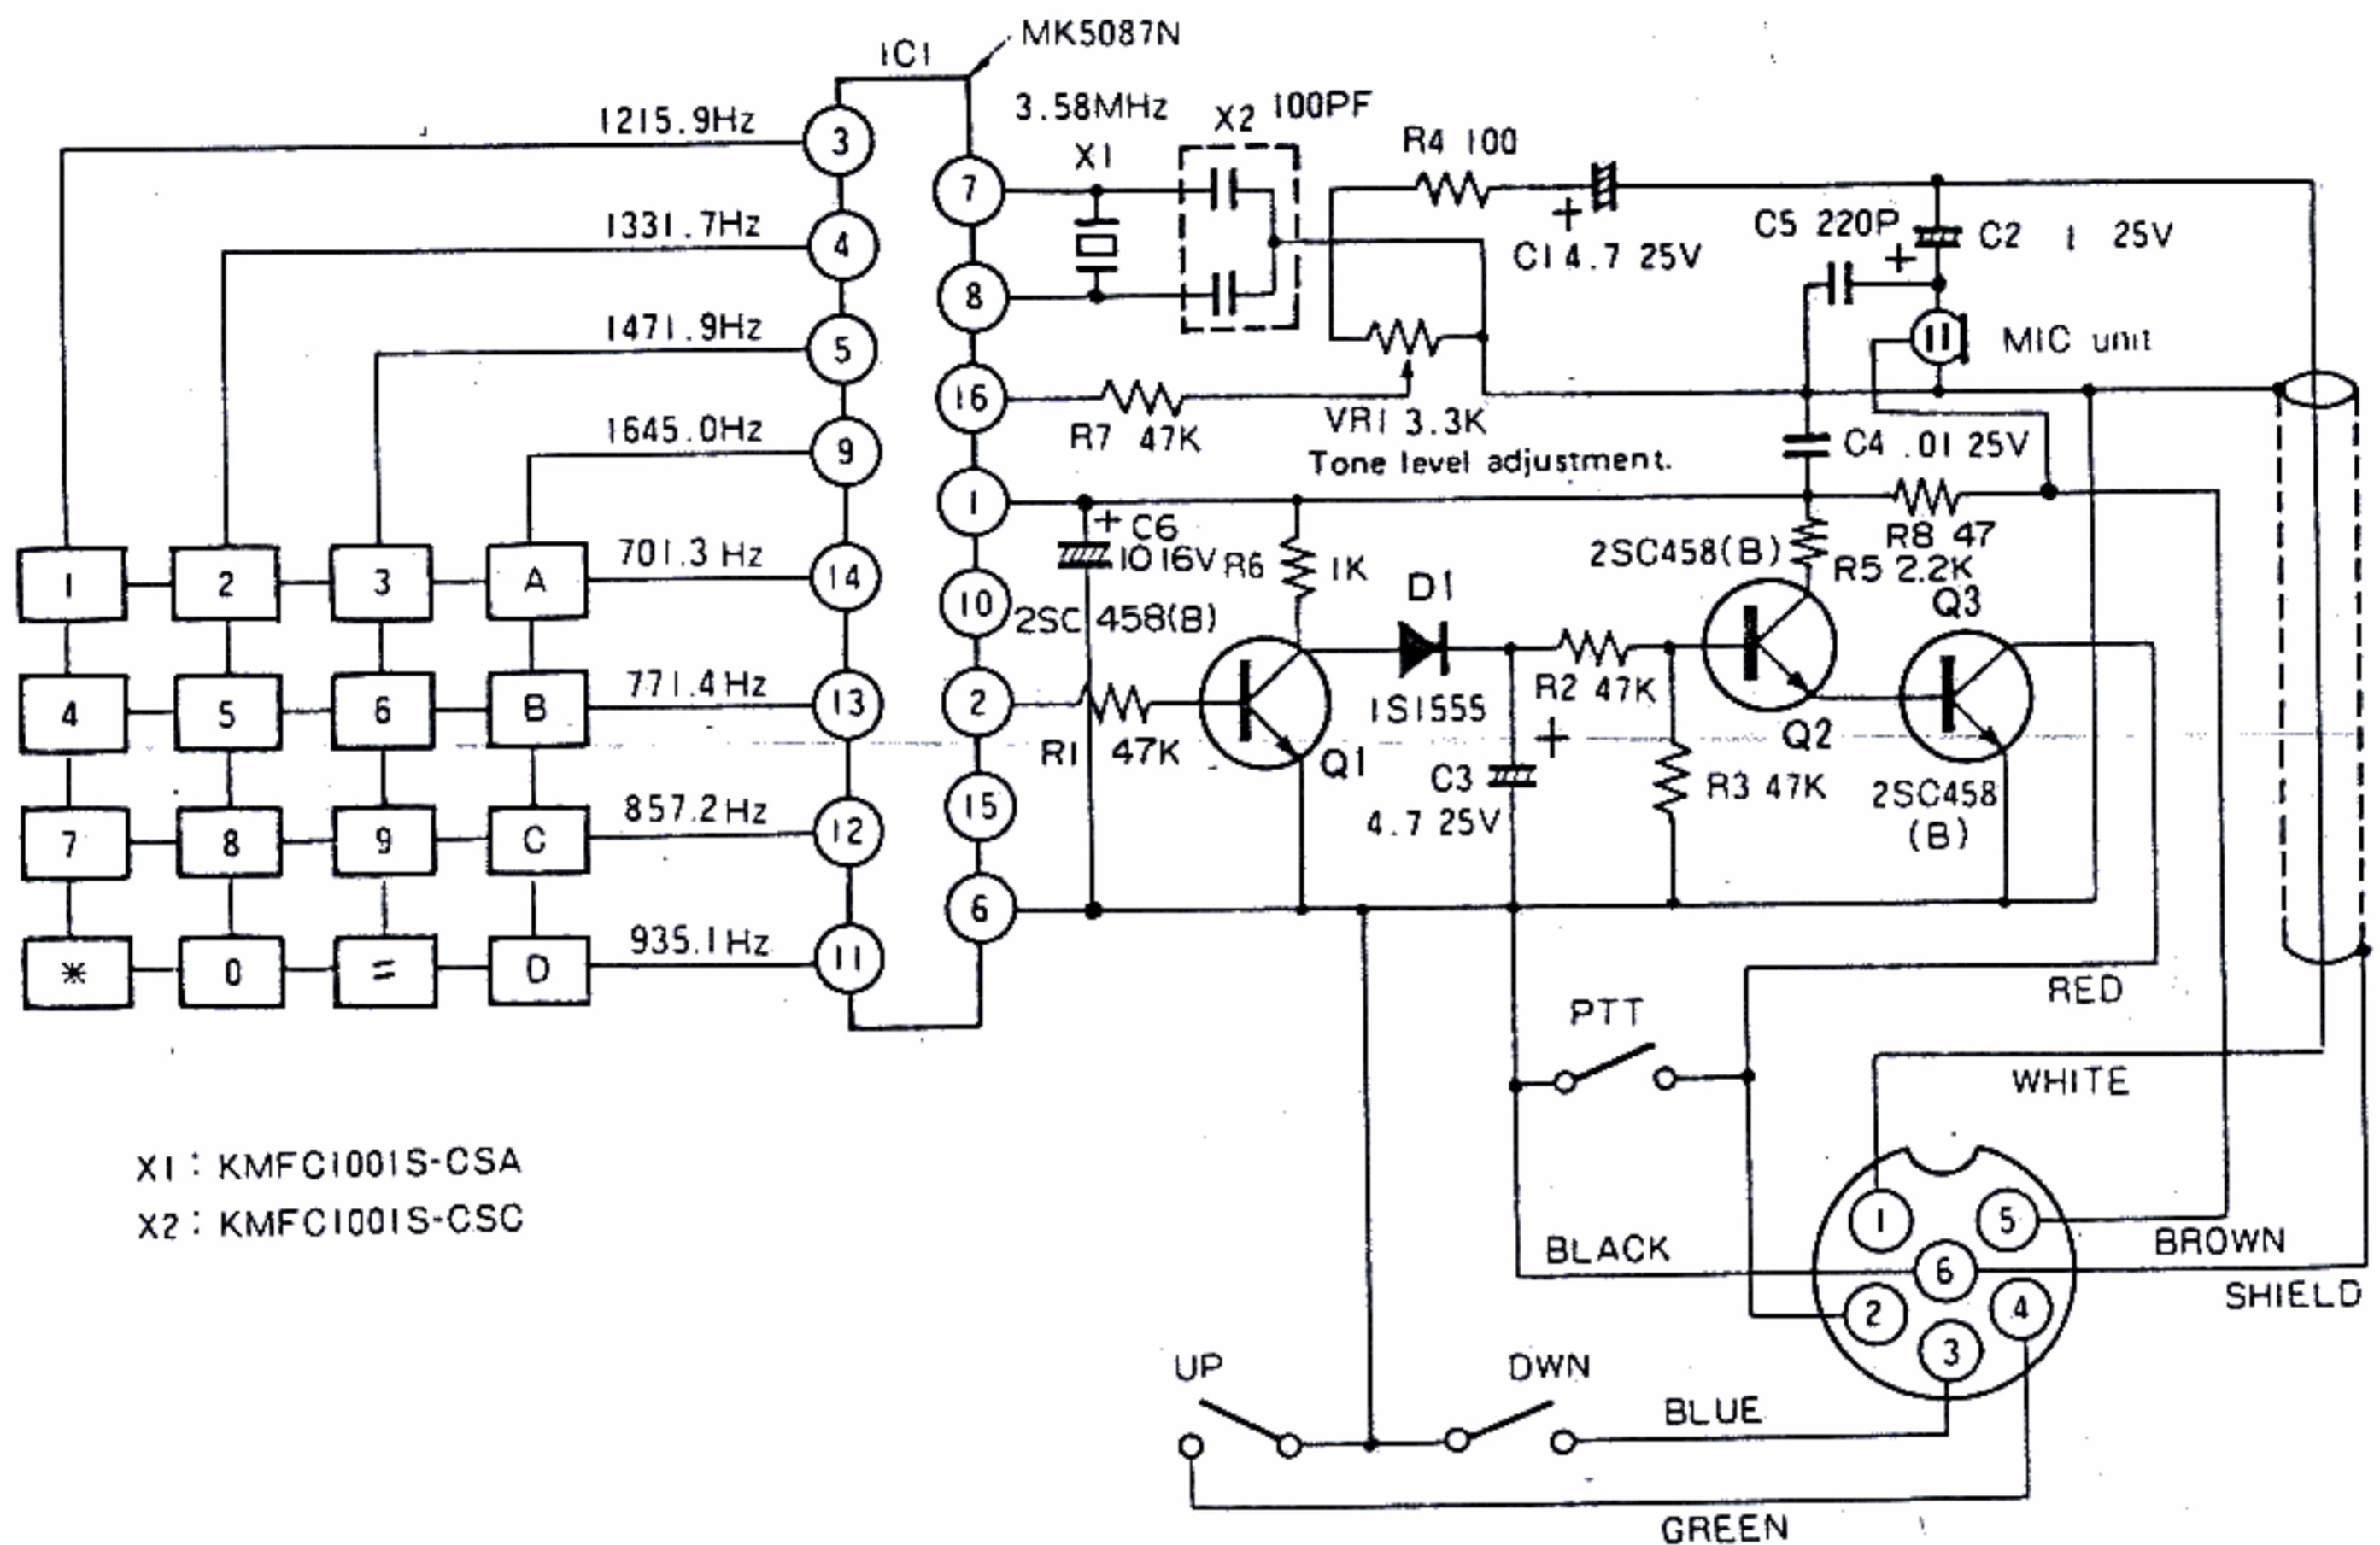 IC1
MK5087N
1215.9Hz
3
3.58MHz
X2 100PF
X1
R4 100
7
1331.7Hz
4
+
C1 4.7 25V
C5 220P
+
C2 1 25V
8
1471.9Hz
5
MIC unit
16
R7 47K
VR1 3.3K
Tone level adjustment.
1645.0Hz
9
C4 .01 25V
1
+ C6
10 16V
R6
1K
2SC458(B)
R8 47
R5 2.2K
701.3 Hz
14
1
2
3
A
10
2SC 458(B)
D1
Q3
771.4 Hz
13
4
5
6
B
2
R1 47K
Q1
1S1555
R2 47K
+
Q2
C3
4.7 25V
R3 47K
2SC458
(B)
15
857.2Hz
12
7
8
9
C
6
935.1Hz
11
*
0
=
D
RED
PTT
WHITE
X1 : KMFC1001S-CSA
X2 : KMFC1001S-CSC
1
5
BROWN
BLACK
6
SHIELD
2
4
3
UP
DWN
BLUE
GREEN